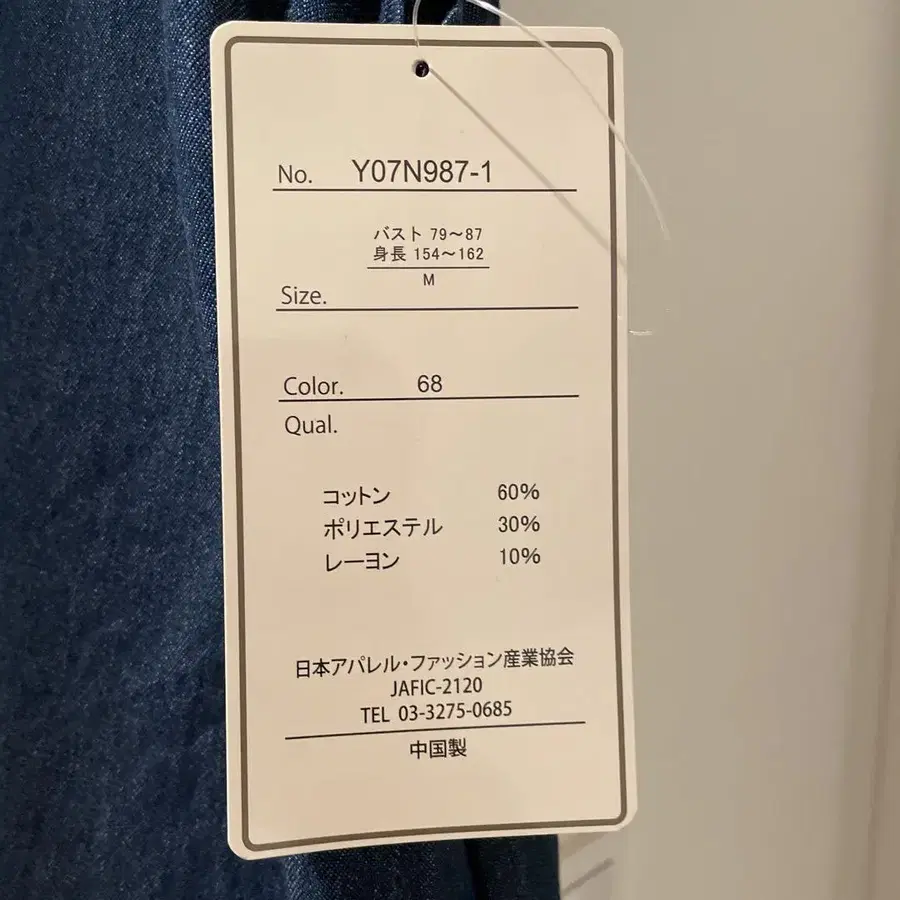 No. Y07N987-1
バスト 79～87
身長 154～162
M
Size.
Color. 68
Qual.
コットン 60%
ポリエステル 30%
レーヨン 10%
日本アパレル・ファッション産業協会
JAFIC-2120
TEL 03-3275-0685
中国製